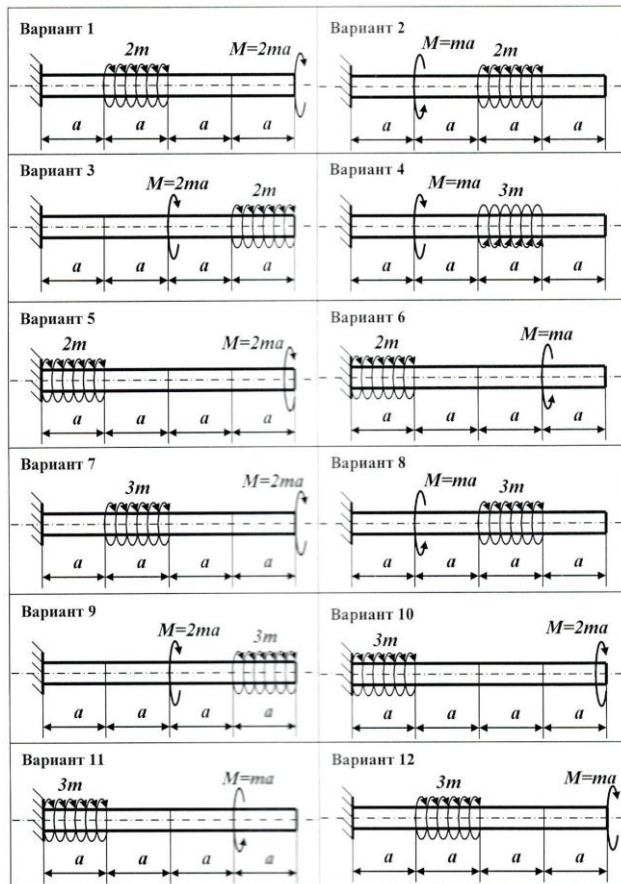 Вариант 1
2m
M=2ma
a a a a
Вариант 2
M=ma
2m
a a a a
Вариант 3
M=2ma
2m
a a a a
Вариант 4
M=ma
3m
a a a a
Вариант 5
2m
M=2ma
a a a a
Вариант 6
2m
M=ma
a a a a
Вариант 7
3m
M=2ma
a a a a
Вариант 8
M=ma
3m
a a a a
Вариант 9
M=2ma
3m
a a a a
Вариант 10
3m
M=2ma
a a a a
Вариант 11
3m
M=ma
a a a a
Вариант 12
3m
M=ma
a a a a